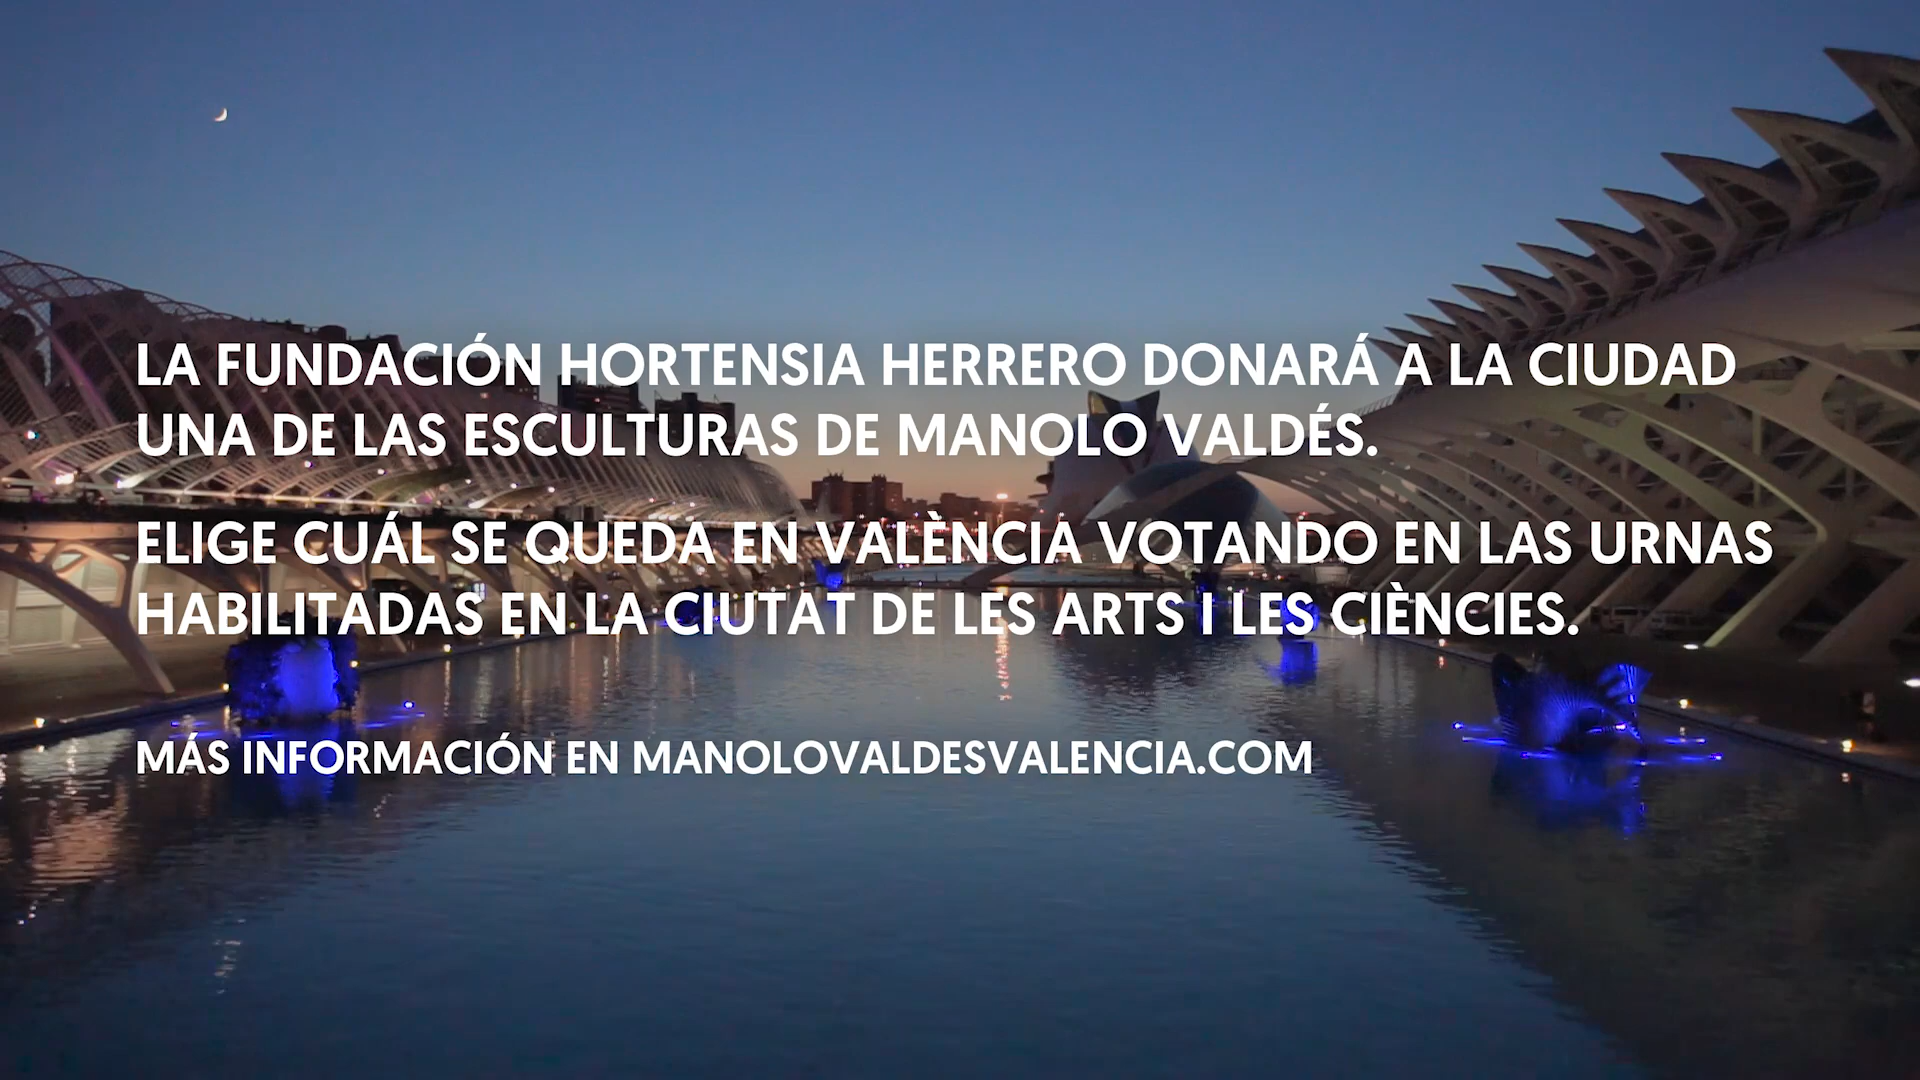 LA FUNDACIÓN HORTENSIA HERRERO DONARÁ A LA CIUDAD
UNA DE LAS ESCULTURAS DE MANOLO VALDÉS.
ELIGE CUÁL SE QUEDA EN VALÈNCIA VOTANDO EN LAS URNAS
HABILITADAS EN LA CIUTAT DE LES ARTS I LES CIÈNCIES.
MÁS INFORMACIÓN EN MANOLOVALDESVALENCIA.COM